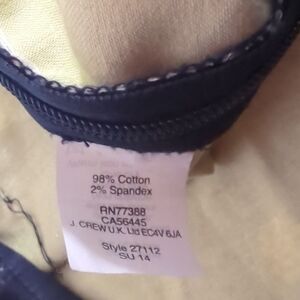 98% Cotton
2% Spandex
RN77388
CA56445
J. CREW U.K. Ltd EC4V 6JA
Style 27112
SU 14